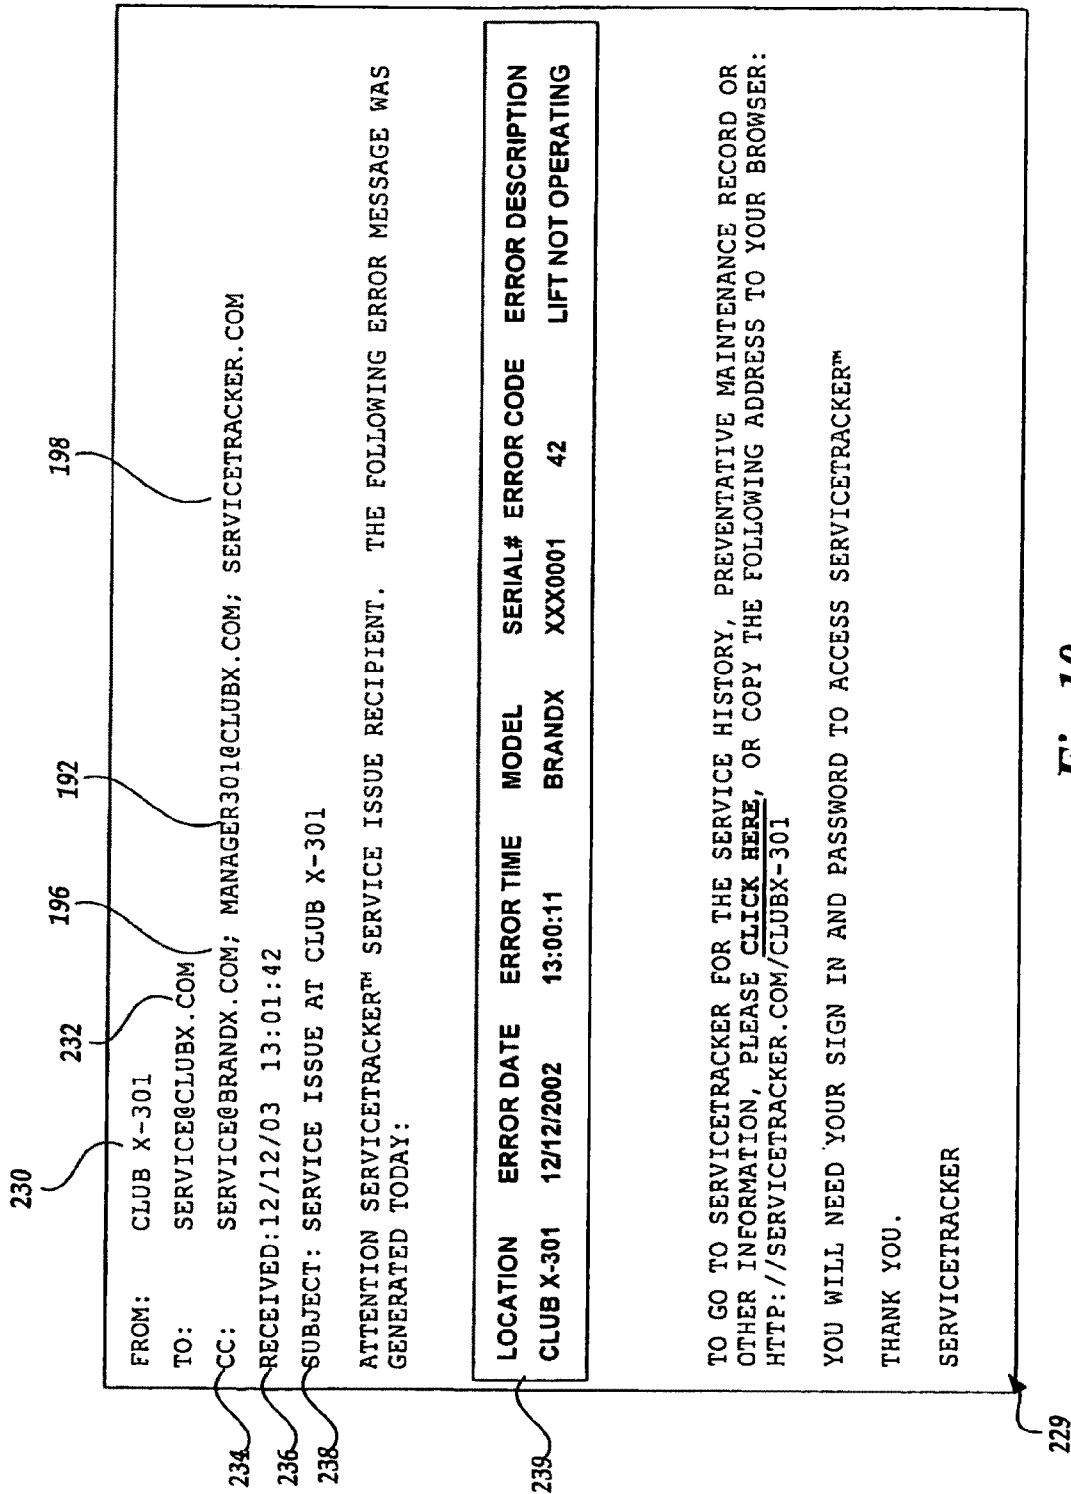 230
232
196
192
198
FROM: CLUB X-301
TO: SERVICE@CLUBX.COM
234
CC: SERVICE@BRANDX.COM; MANAGER301@CLUBX.COM; SERVICETRACKER.COM
236
RECEIVED:12/12/03 13:01:42
238
SUBJECT: SERVICE ISSUE AT CLUB X-301
ATTENTION SERVICETRACKER™ SERVICE ISSUE RECIPIENT. THE FOLLOWING ERROR MESSAGE WAS
GENERATED TODAY:
239
LOCATION ERROR DATE ERROR TIME MODEL SERIAL# ERROR CODE ERROR DESCRIPTION
CLUB X-301 12/12/2002 13:00:11 BRANDX XXX0001 42 LIFT NOT OPERATING
TO GO TO SERVICETRACKER FOR THE SERVICE HISTORY, PREVENTATIVE MAINTENANCE RECORD OR
OTHER INFORMATION, PLEASE CLICK HERE, OR COPY THE FOLLOWING ADDRESS TO YOUR BROWSER:
HTTP://SERVICETRACKER.COM/CLUBX-301
YOU WILL NEED YOUR SIGN IN AND PASSWORD TO ACCESS SERVICETRACKER™
THANK YOU.
SERVICETRACKER
229